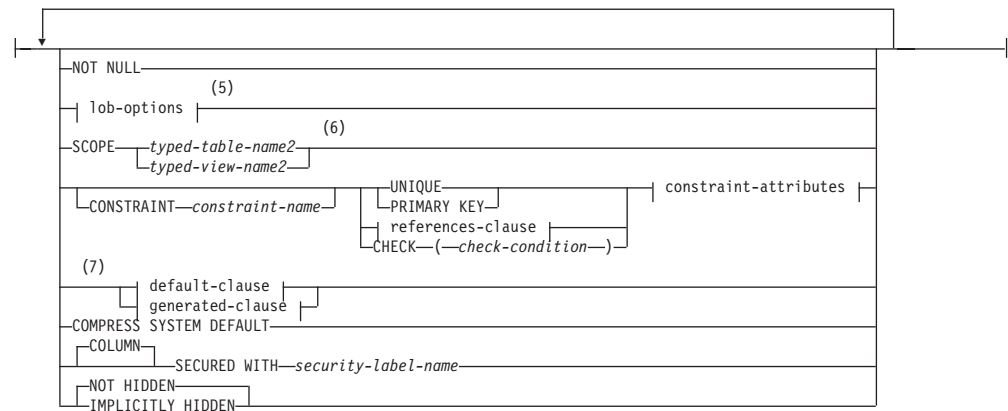 NOT NULL
(5)
lob-options
(6)
SCOPE typed-table-name2
typed-view-name2
UNIQUE constraint-attributes
CONSTRAINT constraint-name PRIMARY KEY
references-clause
CHECK ( check-condition )
(7)
default-clause
generated-clause
COMPRESS SYSTEM DEFAULT
COLUMN
SECURED WITH security-label-name
NOT HIDDEN
IMPLICITLY HIDDEN